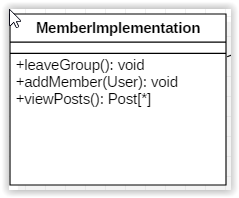 MemberImplementation
+leaveGroup(): void
+addMember(User): void
+viewPosts(): Post[*]